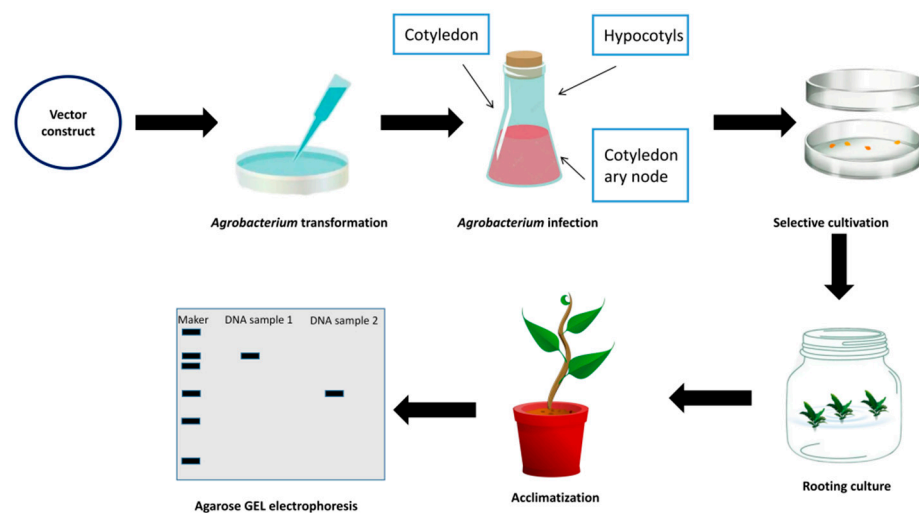 Cotyledon
Hypocotyls
Vector
construct
Cotyledon
ary node
Agrobacterium transformation
Agrobacterium infection
Selective cultivation
Maker
DNA sample 1
DNA sample 2
Rooting culture
Acclimatization
Agarose GEL electrophoresis